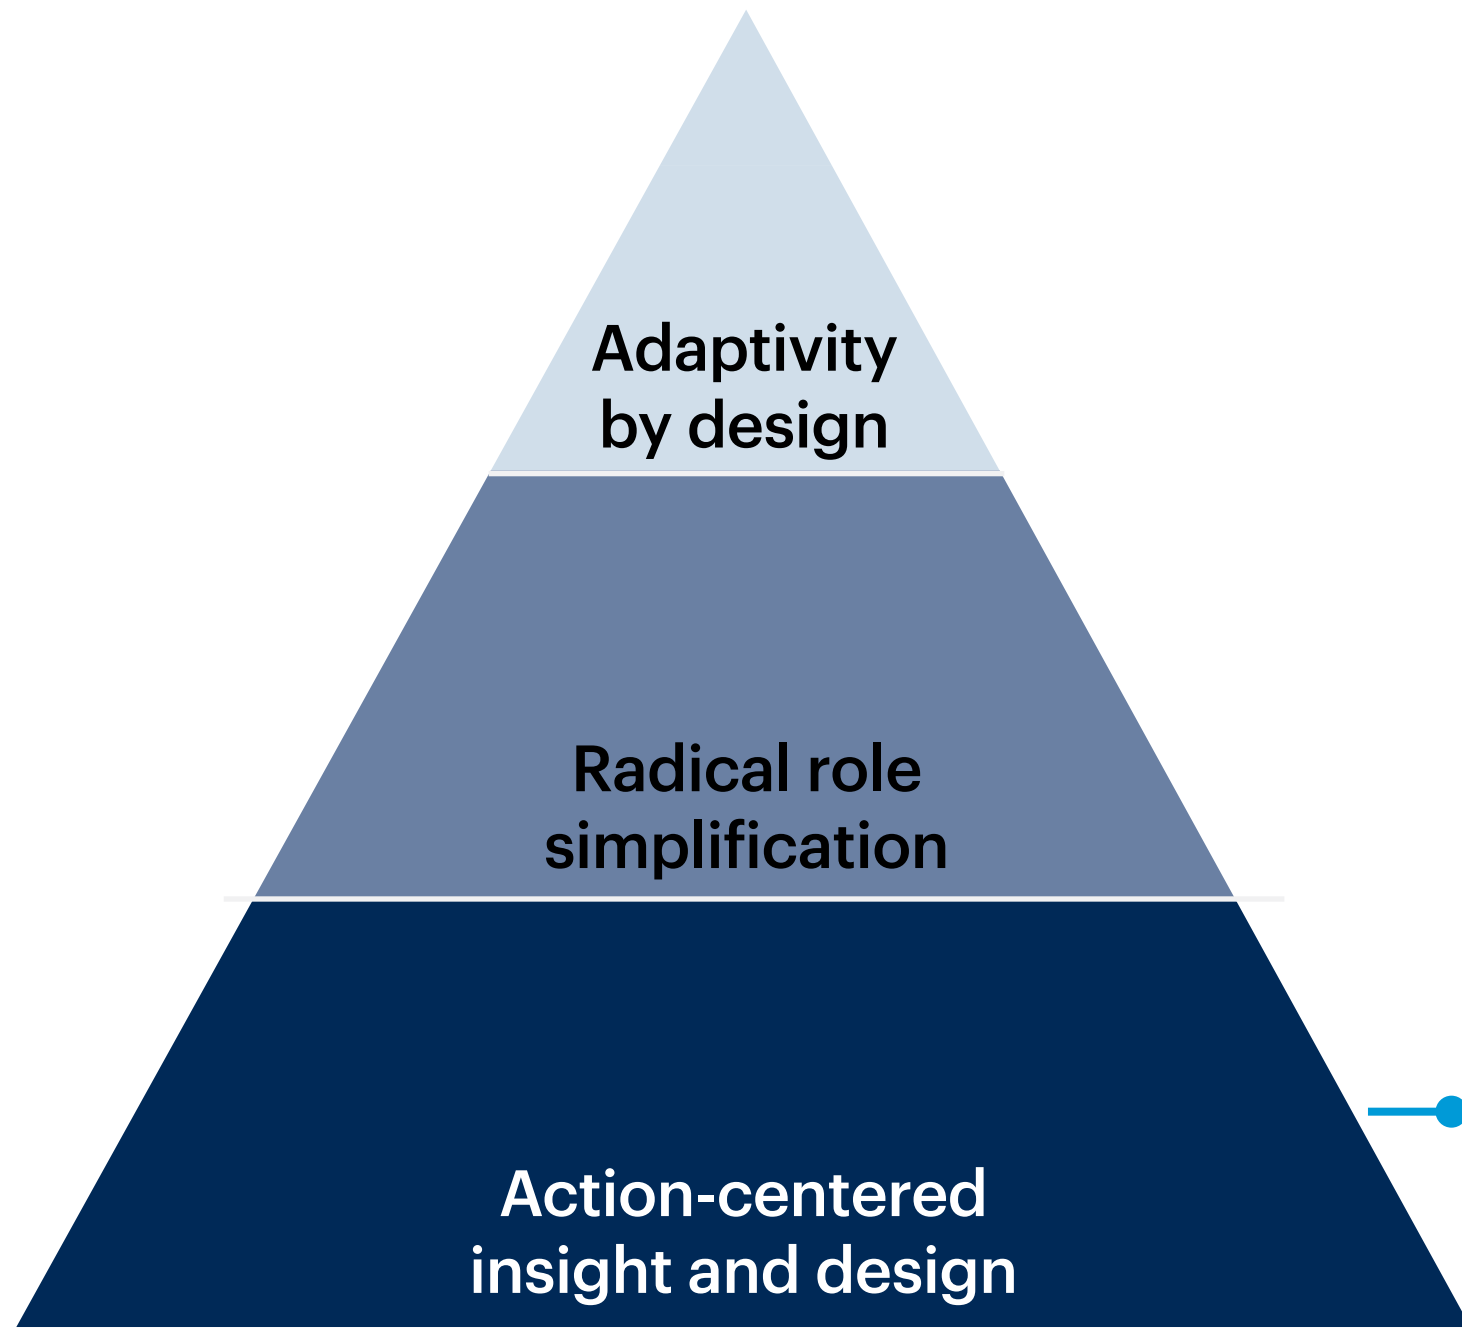 Adaptivity
by design
Radical role
simplification
Action-centered
insight and design